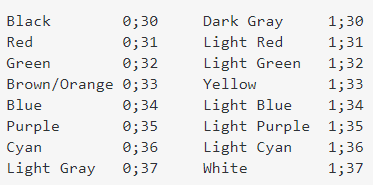 Black        0;30     Dark Gray     1;30
Red          0;31     Light Red     1;31
Green        0;32     Light Green   1;32
Brown/Orange 0;33     Yellow        1;33
Blue         0;34     Light Blue    1;34
Purple       0;35     Light Purple  1;35
Cyan         0;36     Light Cyan    1;36
Light Gray   0;37     White         1;37